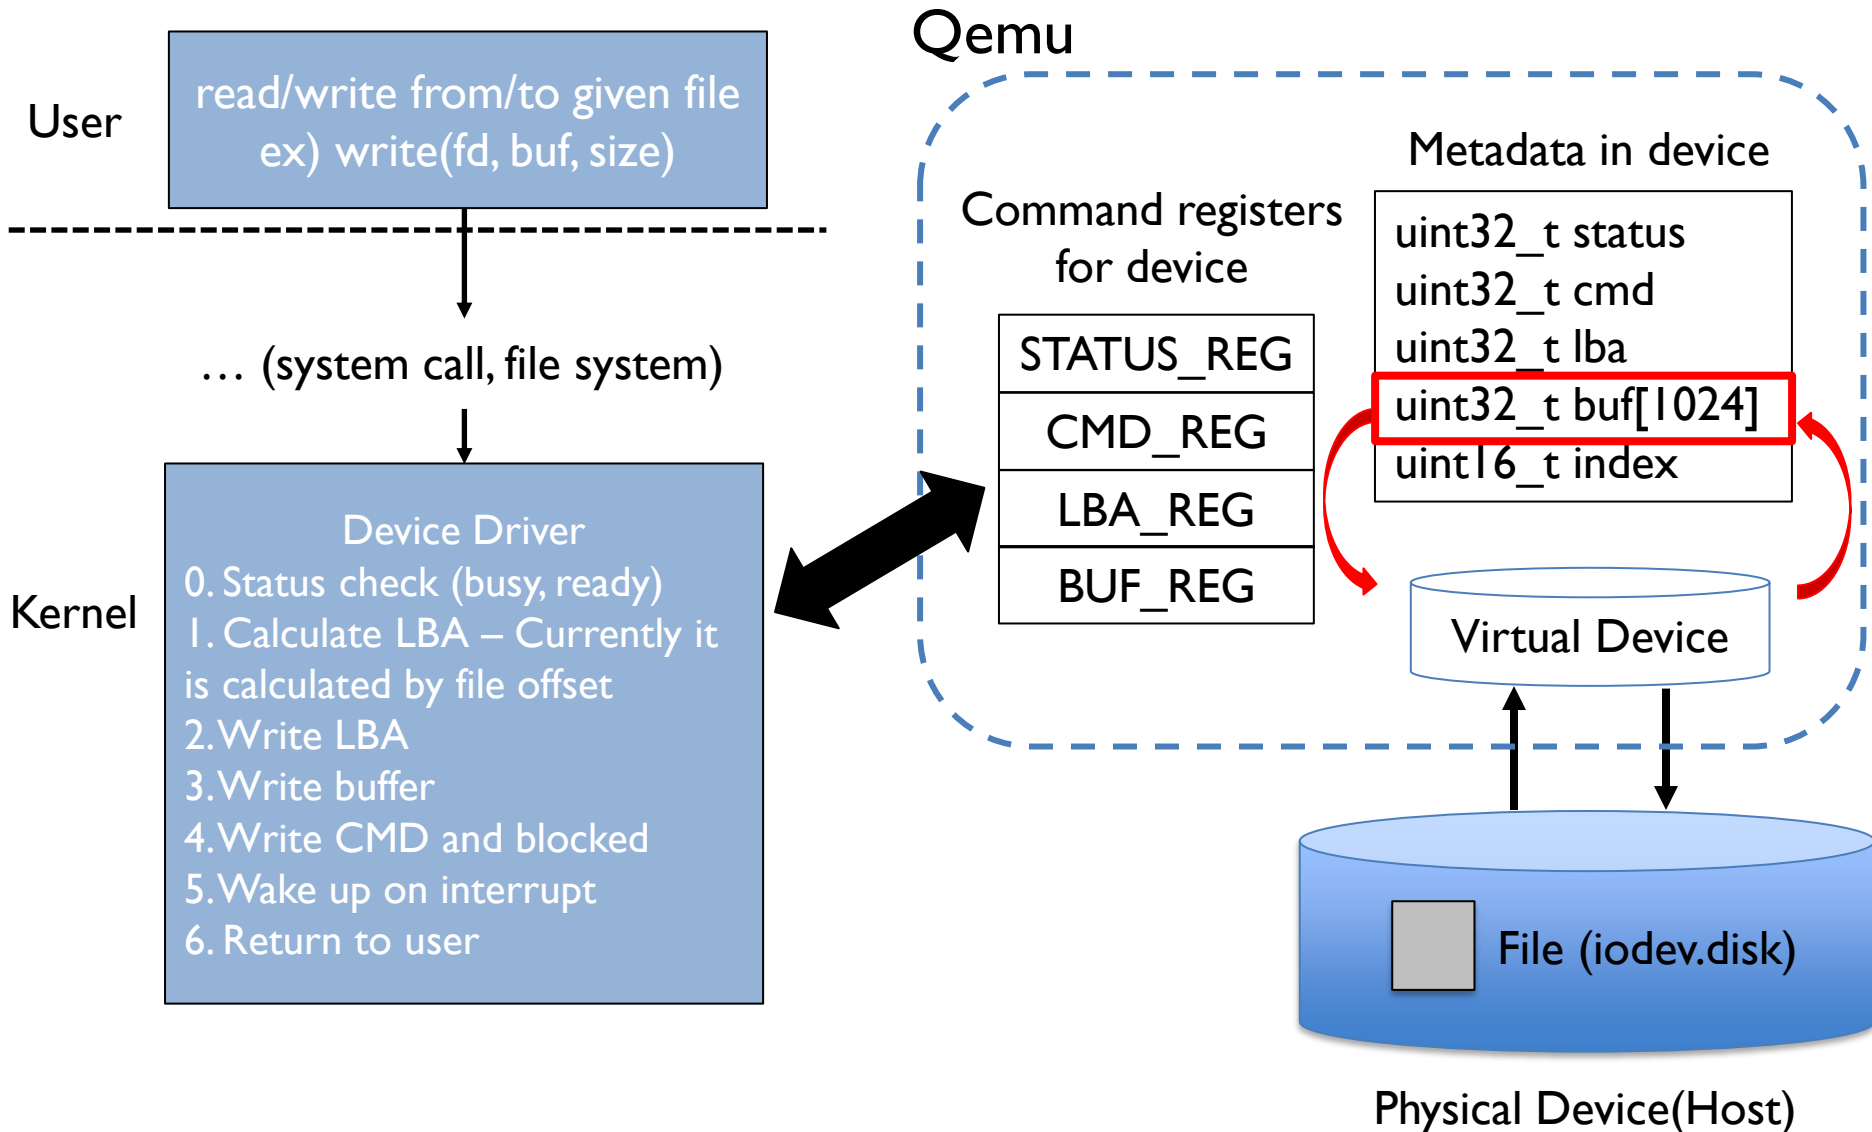 User
read/write from/to given file
ex) write(fd, buf, size)
… (system call, file system)
Kernel
Device Driver
0. Status check (busy, ready)
1. Calculate LBA – Currently it
is calculated by file offset
2. Write LBA
3. Write buffer
4. Write CMD and blocked
5. Wake up on interrupt
6. Return to user
Qemu
Command registers
for device
STATUS_REG
CMD_REG
LBA_REG
BUF_REG
Metadata in device
uint32_t status
uint32_t cmd
uint32_t lba
uint32_t buf[1024]
uint16_t index
Virtual Device
File (iodev.disk)
Physical Device(Host)